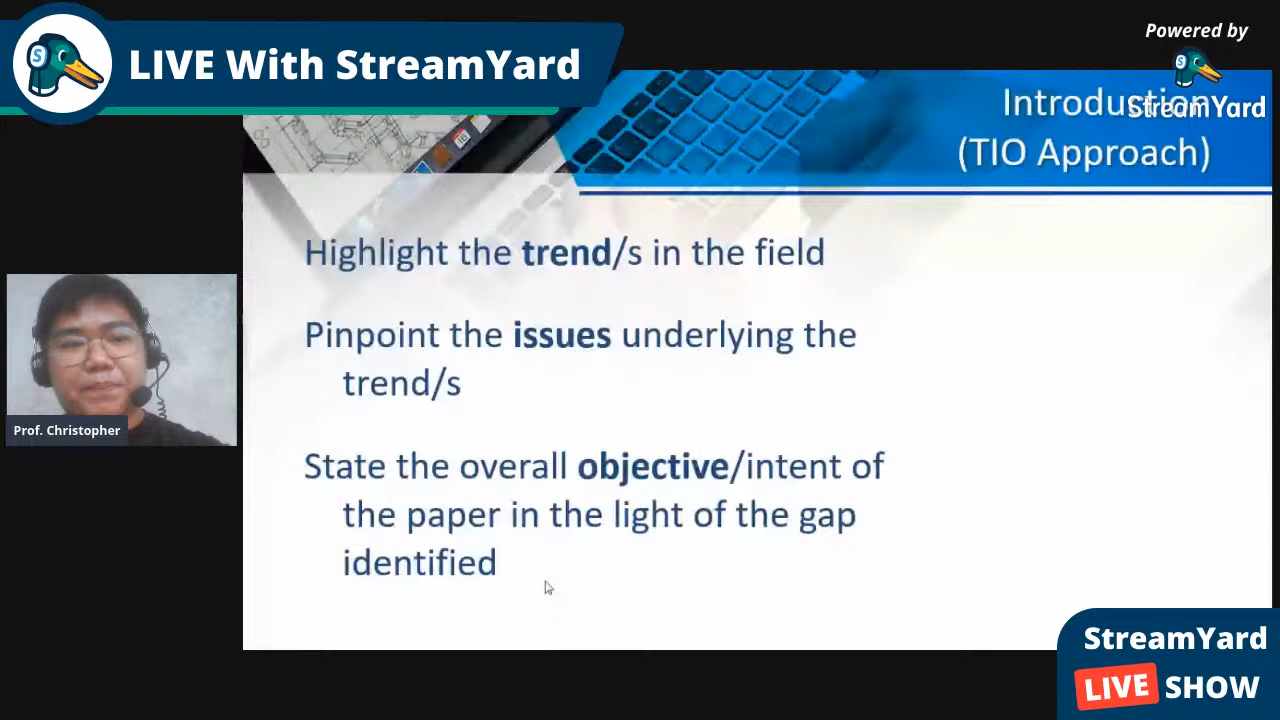 LIVE With StreamYard
Powered by
StreamYard
Introduction
(TIO Approach)
Highlight the trend/s in the field
Pinpoint the issues underlying the
trend/s
State the overall objective/intent of
the paper in the light of the gap
identified
Prof. Christopher
StreamYard
LIVE SHOW